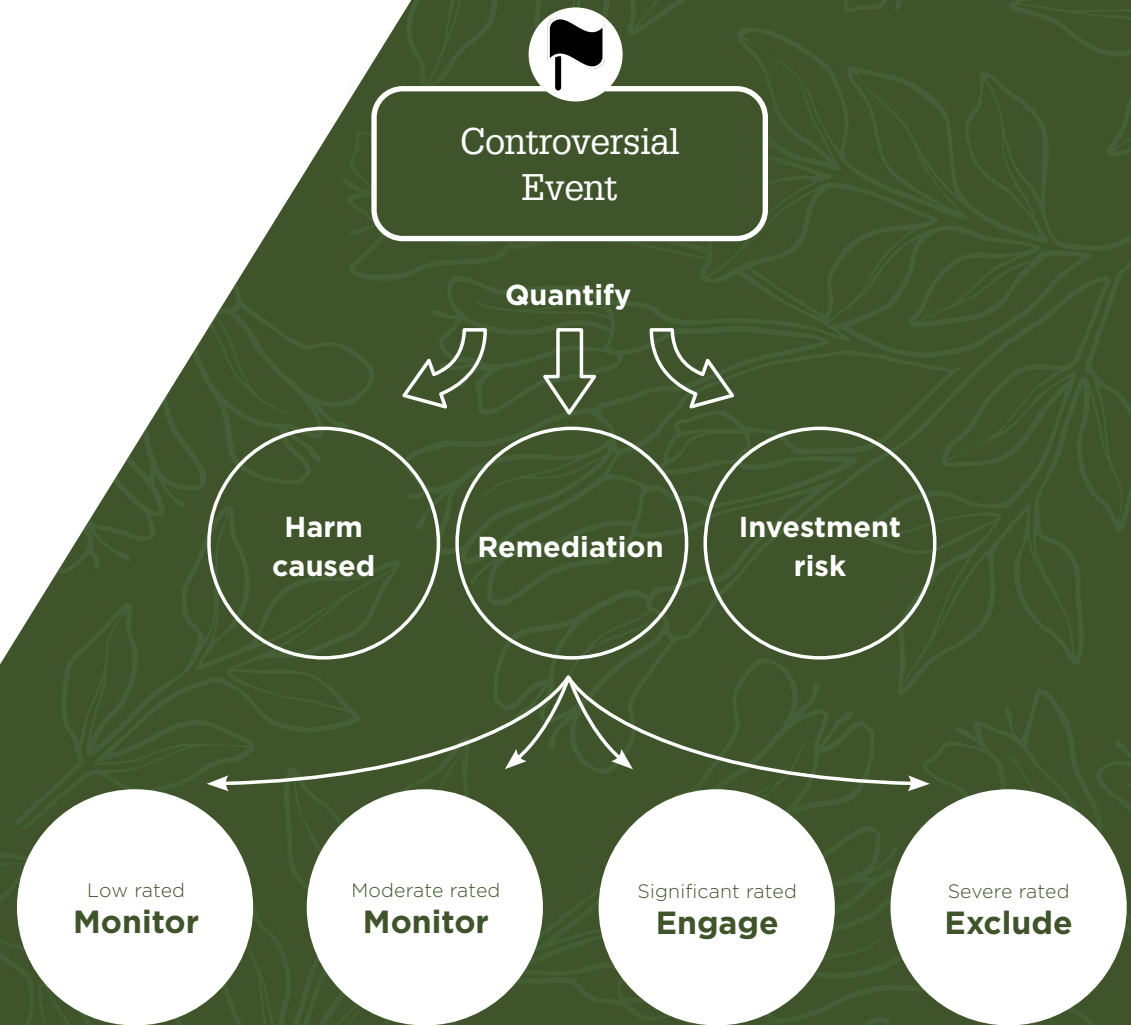 Controversial
Event
Quantify
Harm
caused
Remediation
Investment
risk
Low rated
Monitor
Moderate rated
Monitor
Significant rated
Engage
Severe rated
Exclude